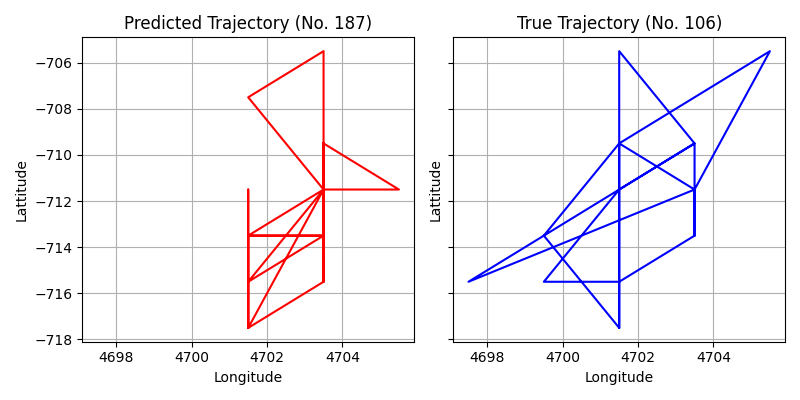 Predicted Trajectory (No. 187)
True Trajectory (No. 106)
Lattitude
−706
−708
−710
−712
−714
−716
−718
4698
4700
4702
4704
Longitude
Lattitude
4698
4700
4702
4704
Longitude